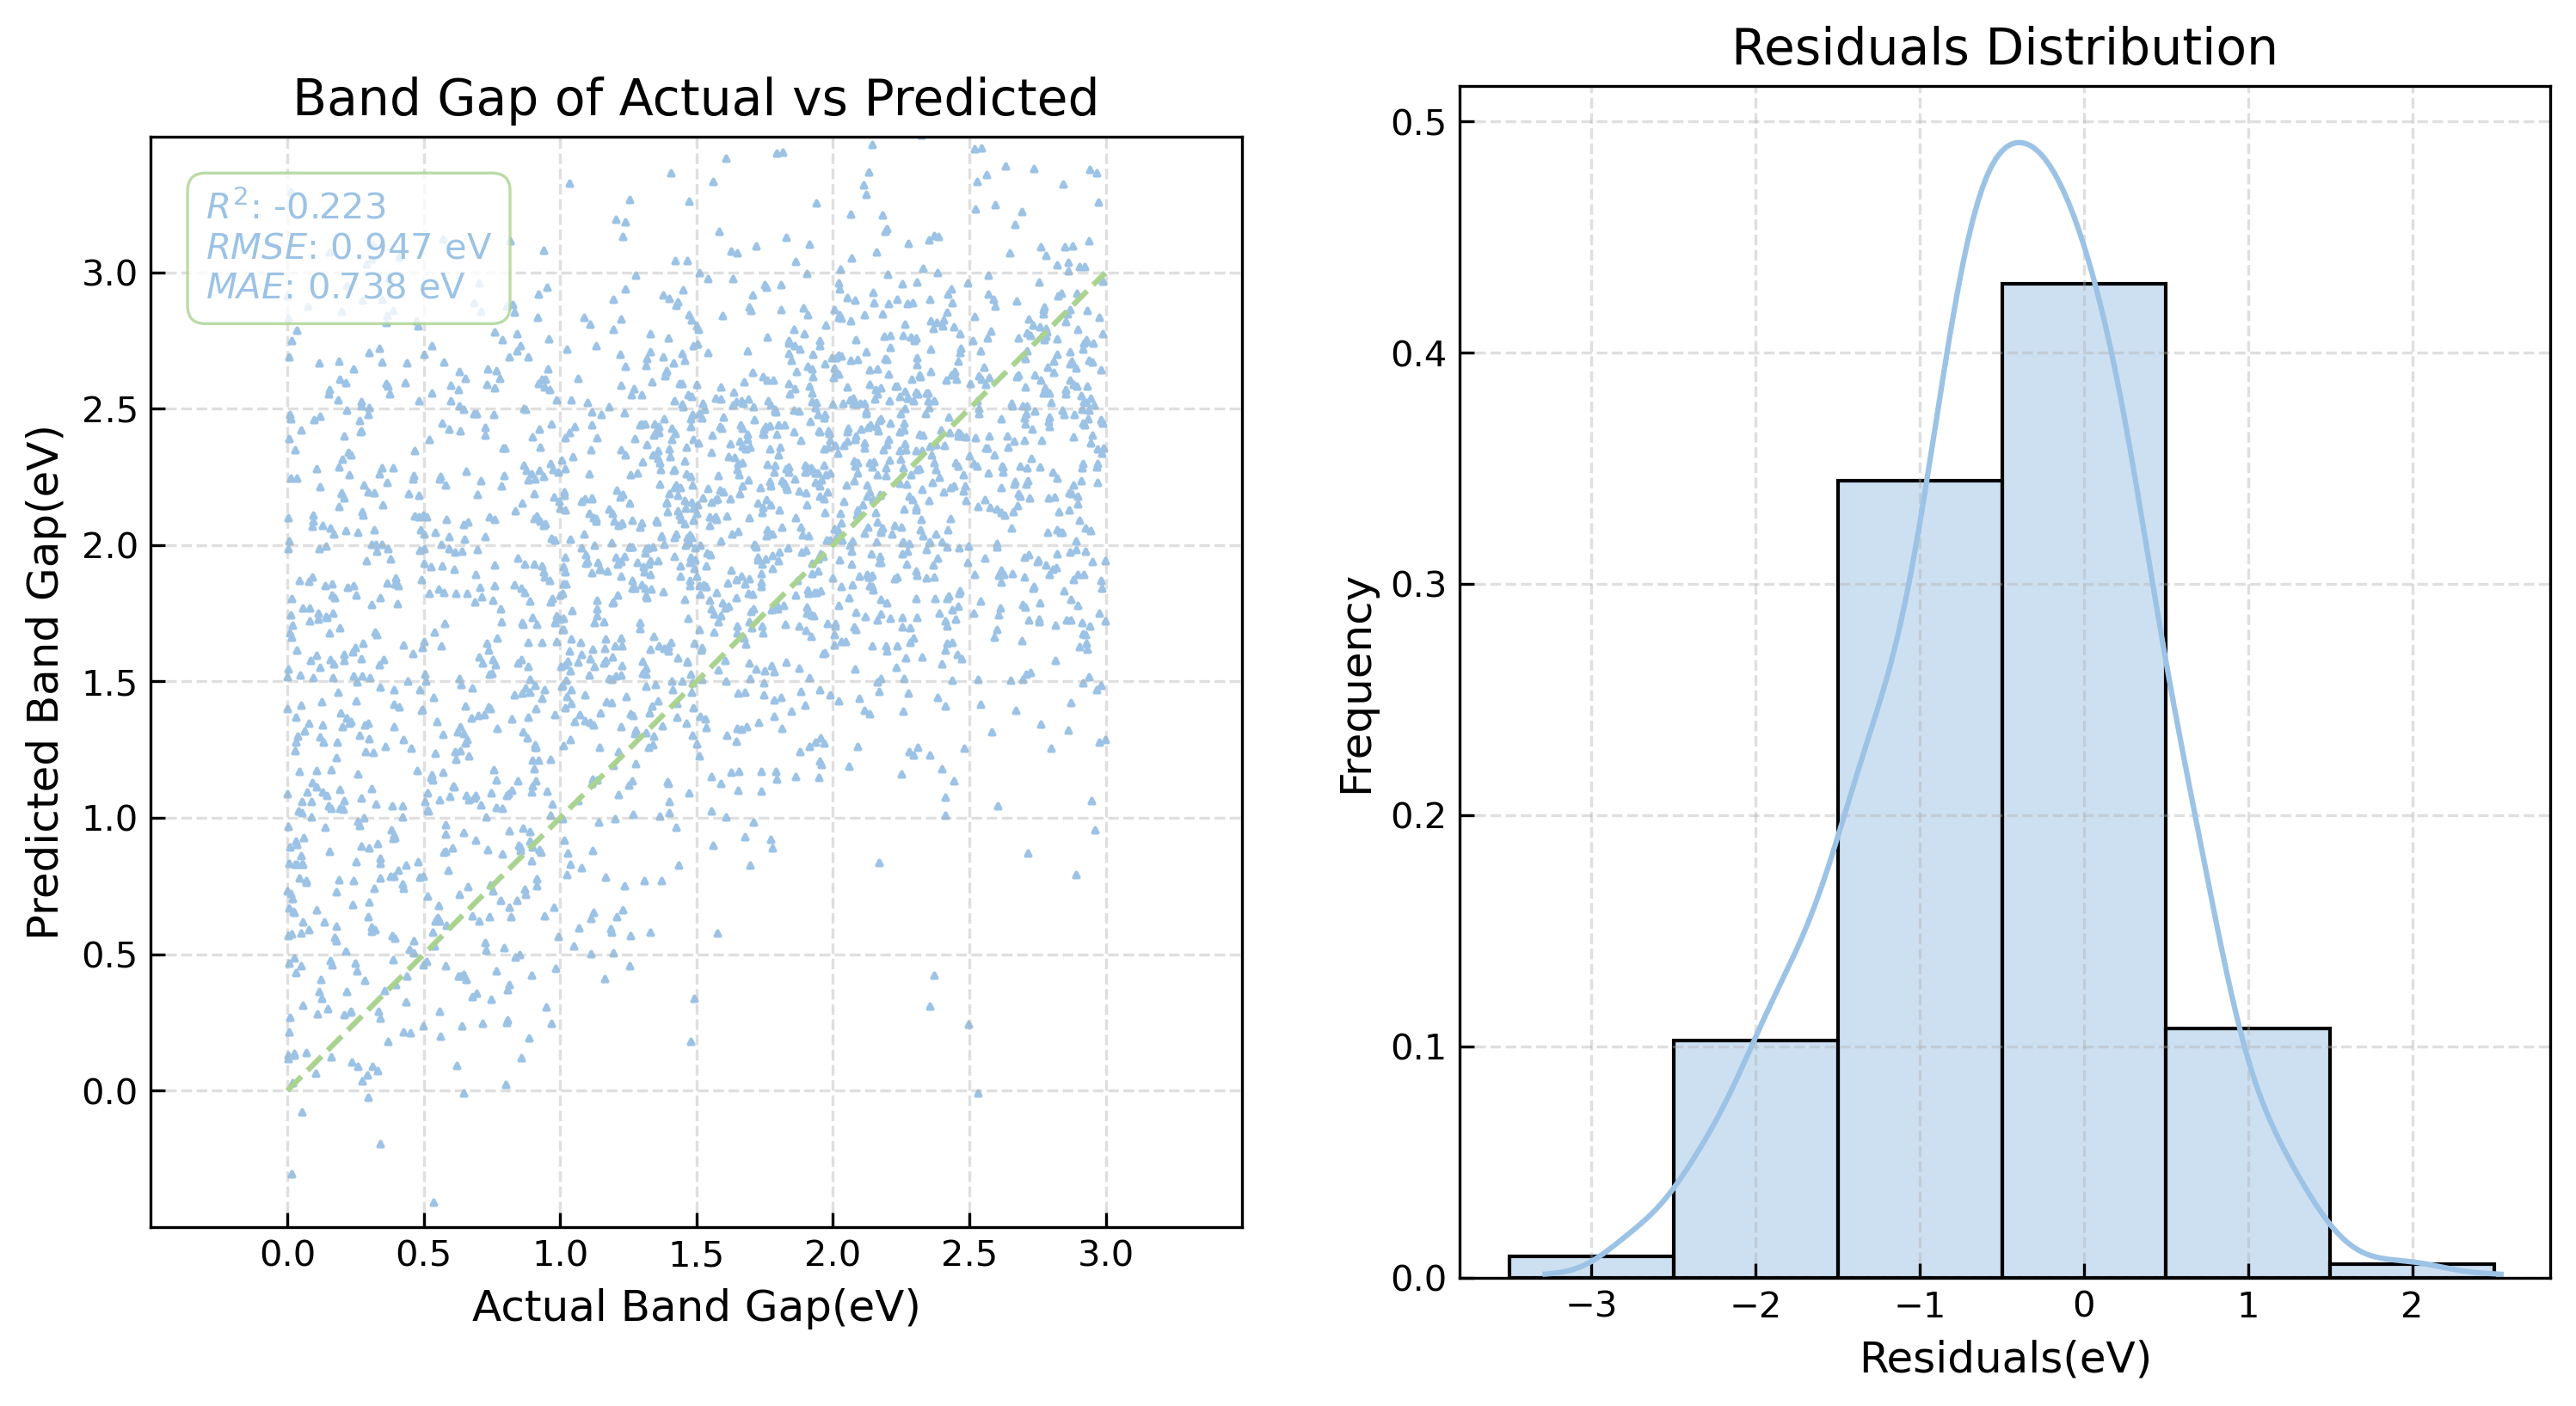 Band Gap of Actual vs Predicted
R²: -0.223
RMSE: 0.947 eV
MAE: 0.738 eV
3.0
2.5
2.0
1.5
1.0
0.5
0.0
Predicted Band Gap(eV)
0.0 0.5 1.0 1.5 2.0 2.5 3.0
Actual Band Gap(eV)
Residuals Distribution
0.5
0.4
0.3
0.2
0.1
0.0
Frequency
−3 −2 −1 0 1 2
Residuals(eV)